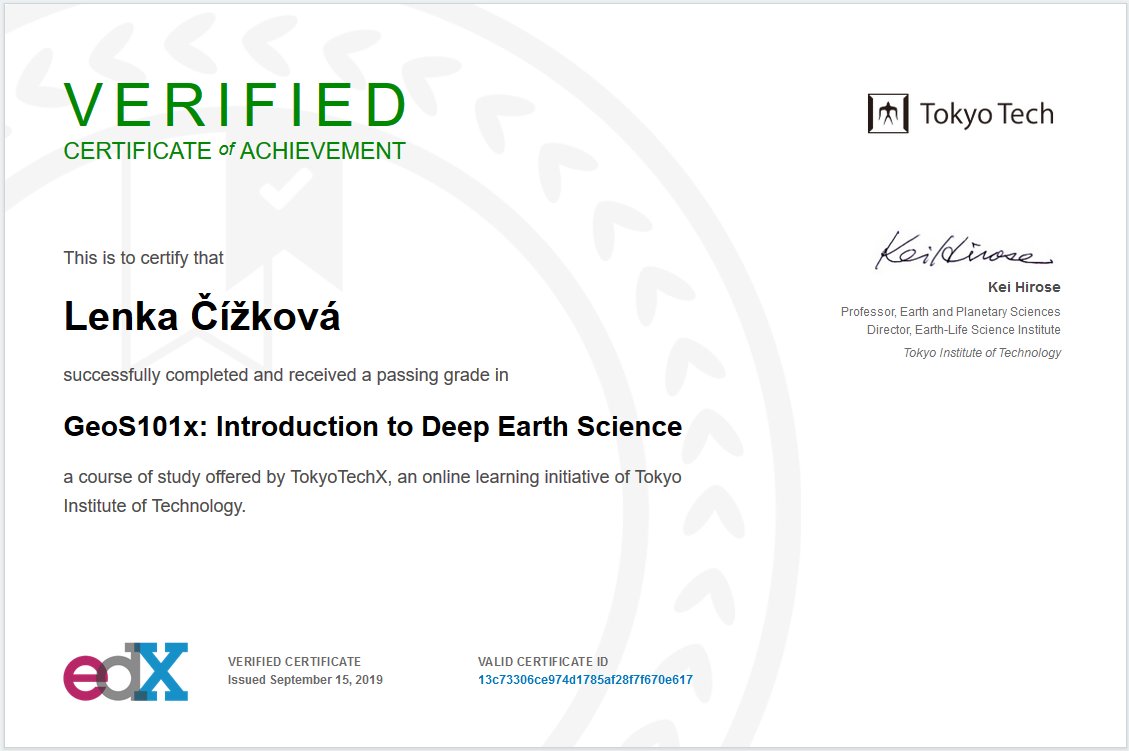 VERIFIED
CERTIFICATE of ACHIEVEMENT
Tokyo Tech
This is to certify that
Lenka Čížková
successfully completed and received a passing grade in
GeoS101x: Introduction to Deep Earth Science
a course of study offered by TokyoTechX, an online learning initiative of Tokyo
Institute of Technology.
Kei Hirose
Kei Hirose
Professor, Earth and Planetary Sciences
Director, Earth-Life Science Institute
Tokyo Institute of Technology
edX
VERIFIED CERTIFICATE
Issued September 15, 2019
VALID CERTIFICATE ID
13c73306ce974d1785af28f7f670e617